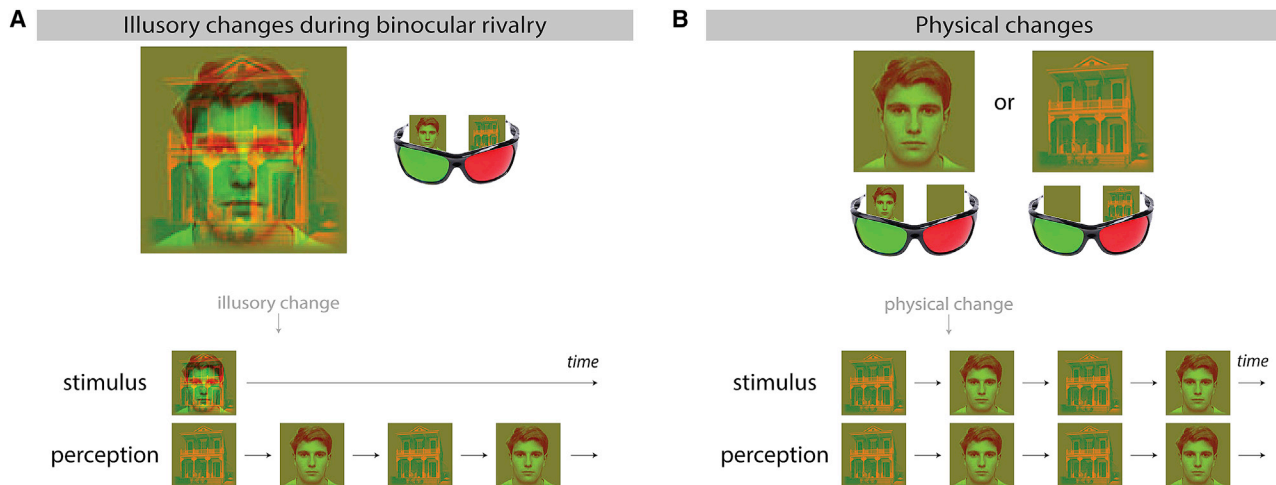 A
Illusory changes during binocular rivalry
illusory change
stimulus
time
perception
B
Physical changes
or
physical change
stimulus
time
perception